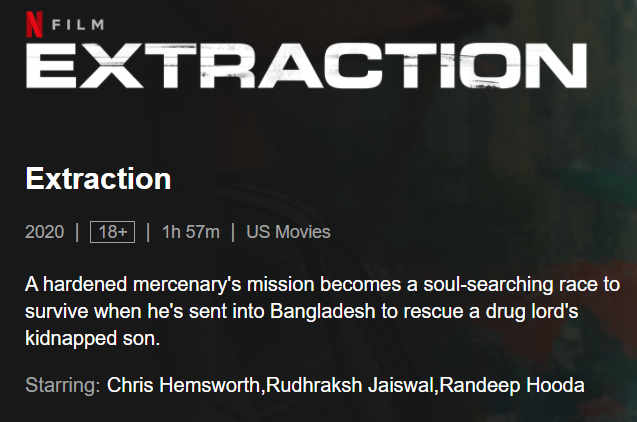 N FILM
EXTRACTION
Extraction
2020 | 18+ | 1h 57m | US Movies
A hardened mercenary's mission becomes a soul-searching race to
survive when he's sent into Bangladesh to rescue a drug lord's
kidnapped son.
Starring: Chris Hemsworth,Rudhraksh Jaiswal,Randeep Hooda